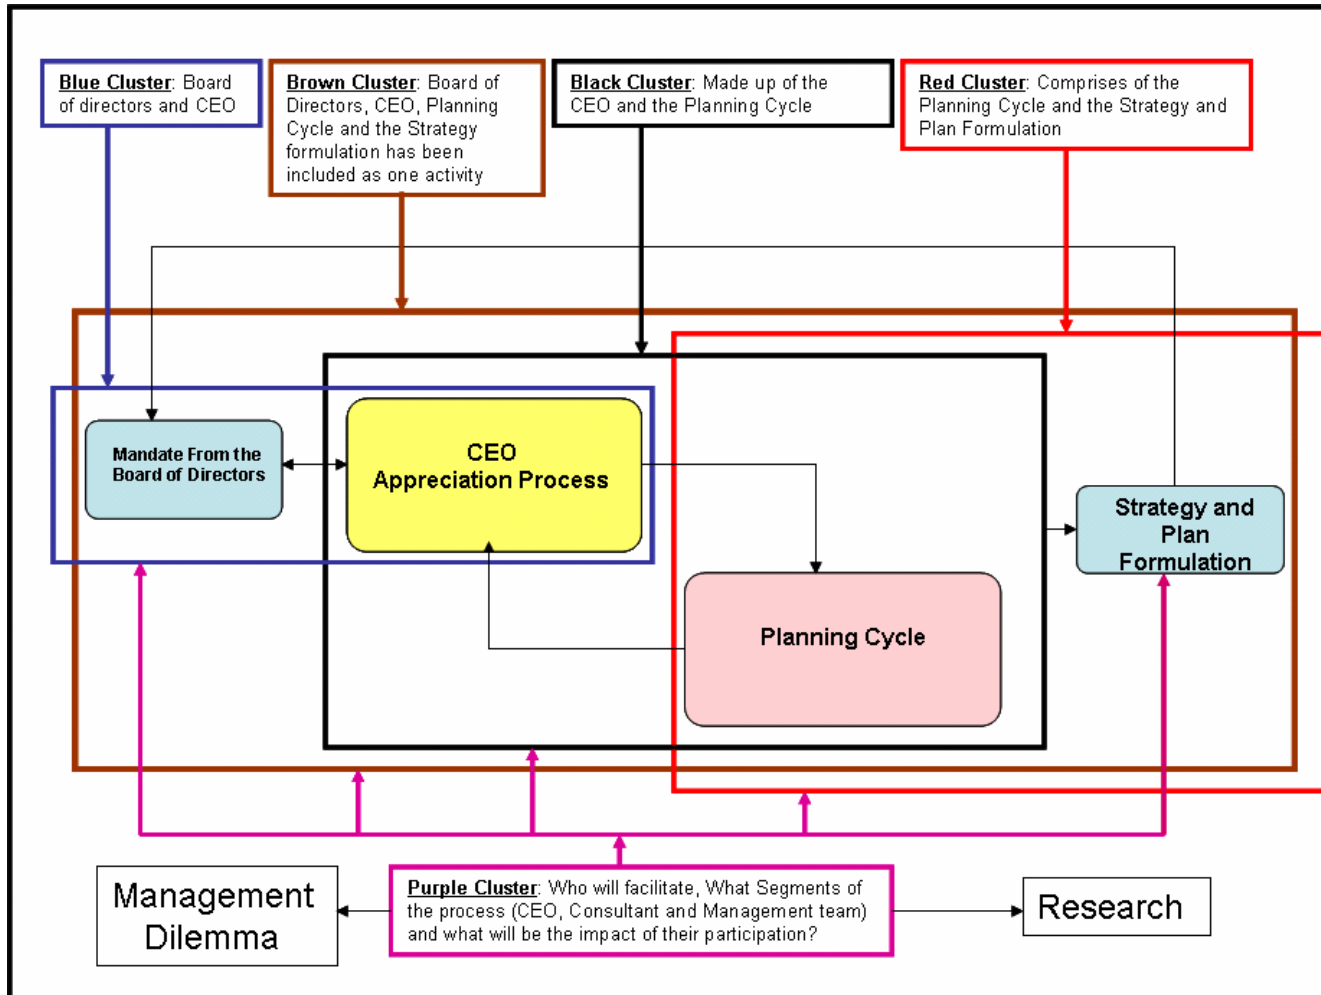 Blue Cluster: Board
of directors and CEO
Brown Cluster: Board of
Directors, CEO, Planning
Cycle and the Strategy
formulation has been
included as one activity
Black Cluster: Made up of the
CEO and the Planning Cycle
Red Cluster: Comprises of the
Planning Cycle and the Strategy and
Plan Formulation
Mandate From the
Board of Directors
CEO
Appreciation Process
Strategy and
Plan
Formulation
Planning Cycle
Management
Dilemma
Purple Cluster: Who will facilitate, What Segments of
the process (CEO, Consultant and Management team)
and what will be the impact of their participation?
Research